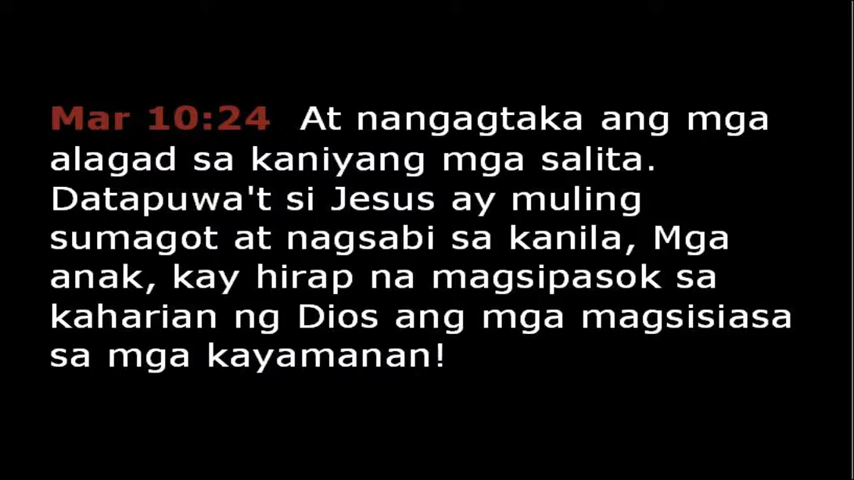 Mar 10:24 At nangagtaka ang mga
alagad sa kaniyang mga salita.
Datapuwa't si Jesus ay muling
sumagot at nagsabi sa kanila, Mga
anak, kay hirap na magsipasok sa
kaharian ng Dios ang mga magsisiasa
sa mga kayamanan!